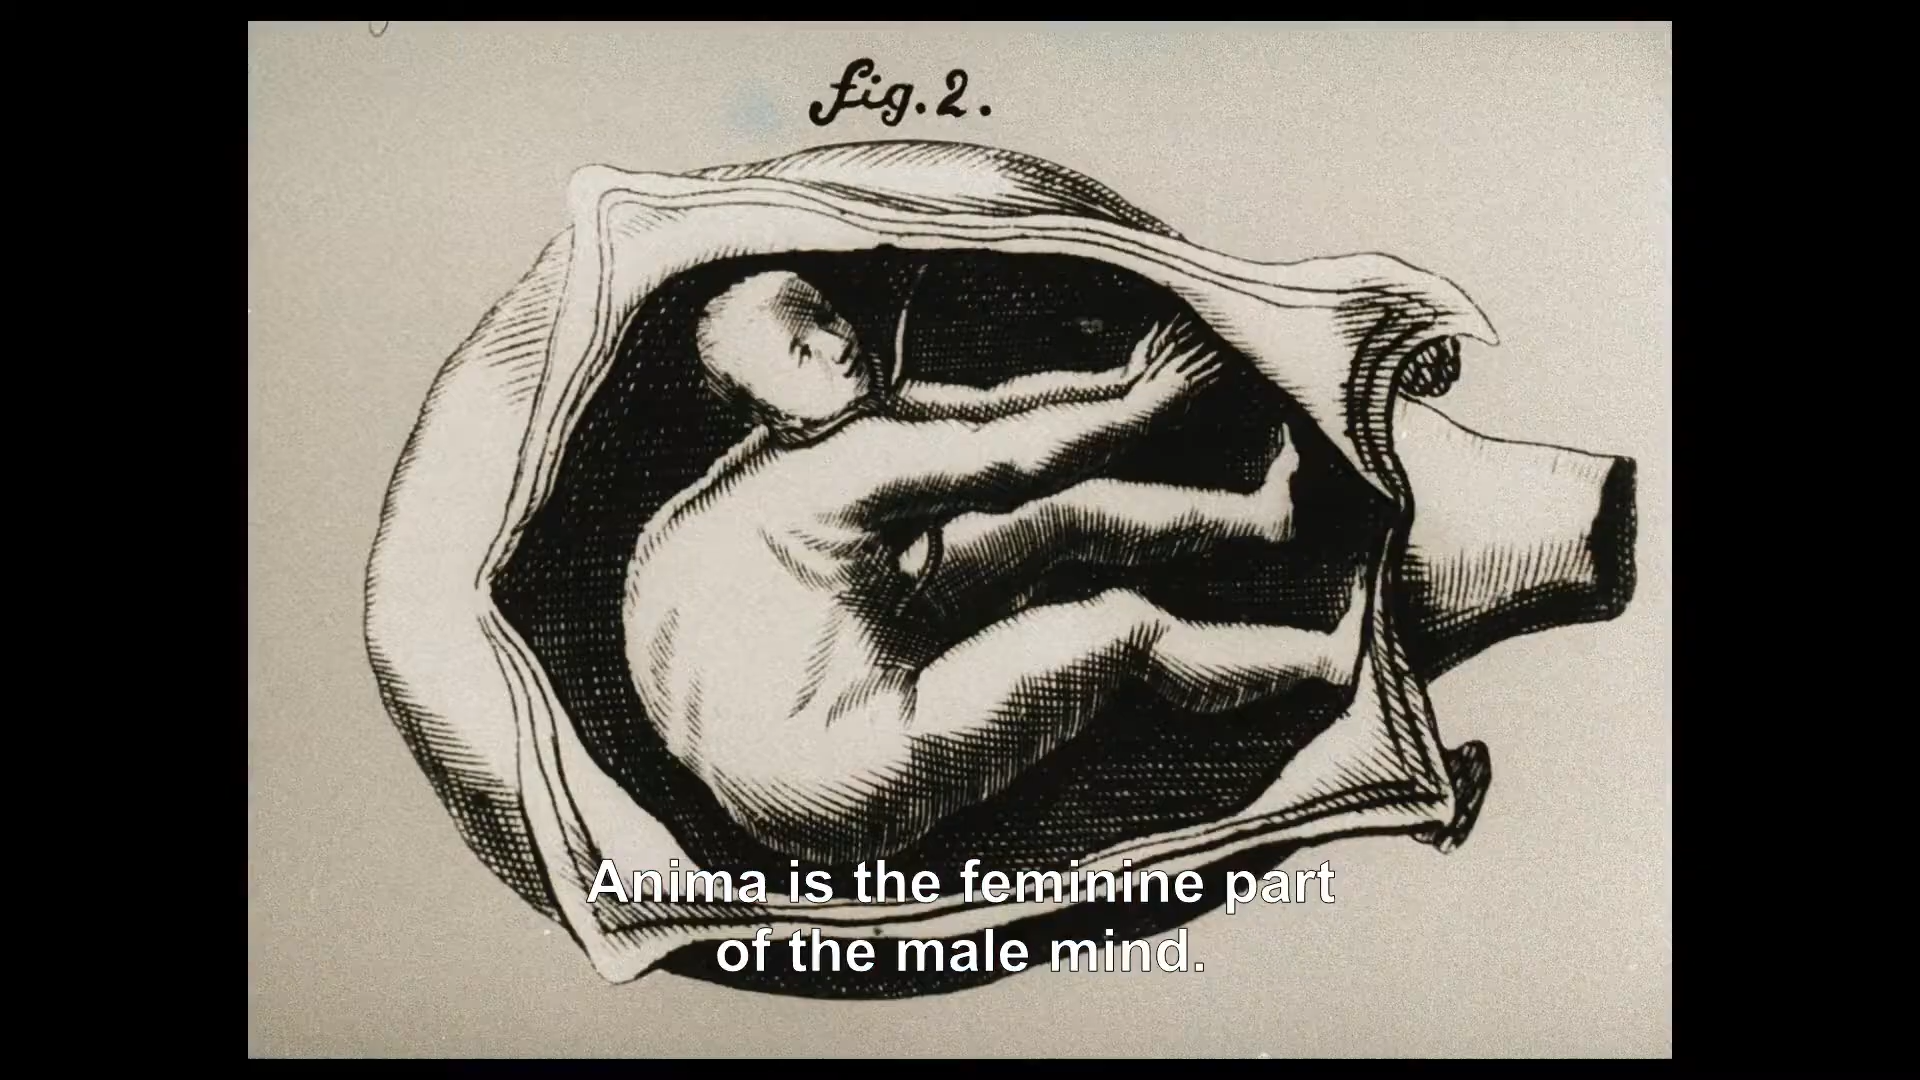 fig. 2.
Anima is the feminine part
of the male mind.